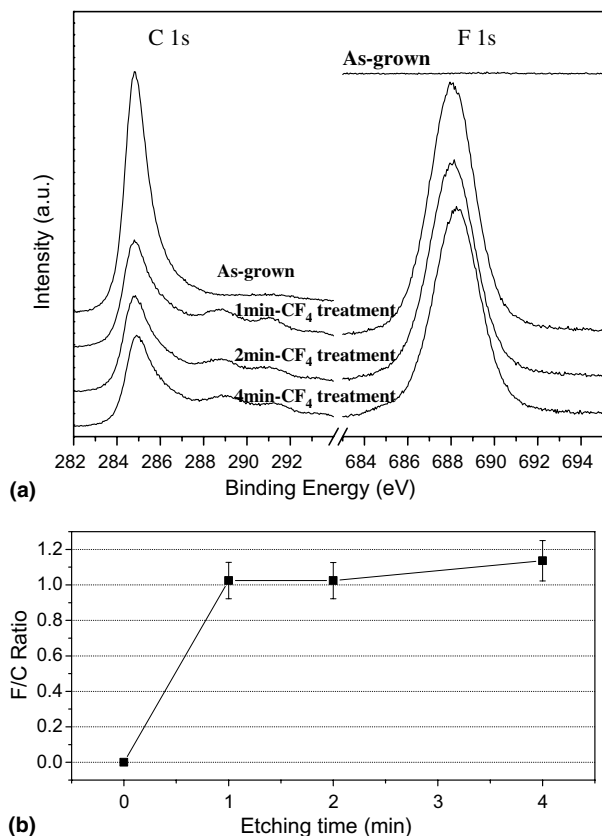 C 1s
F 1s
As-grown
As-grown
1min-CF4 treatment
2min-CF4 treatment
4min-CF4 treatment
Intensity (a.u.)
282 284 286 288 290 292 684 686 688 690 692 694
Binding Energy (eV)
(a)
1.2
1.0
0.8
0.6
0.4
0.2
0.0
F/C Ratio
0 1 2 3 4
Etching time (min)
(b)